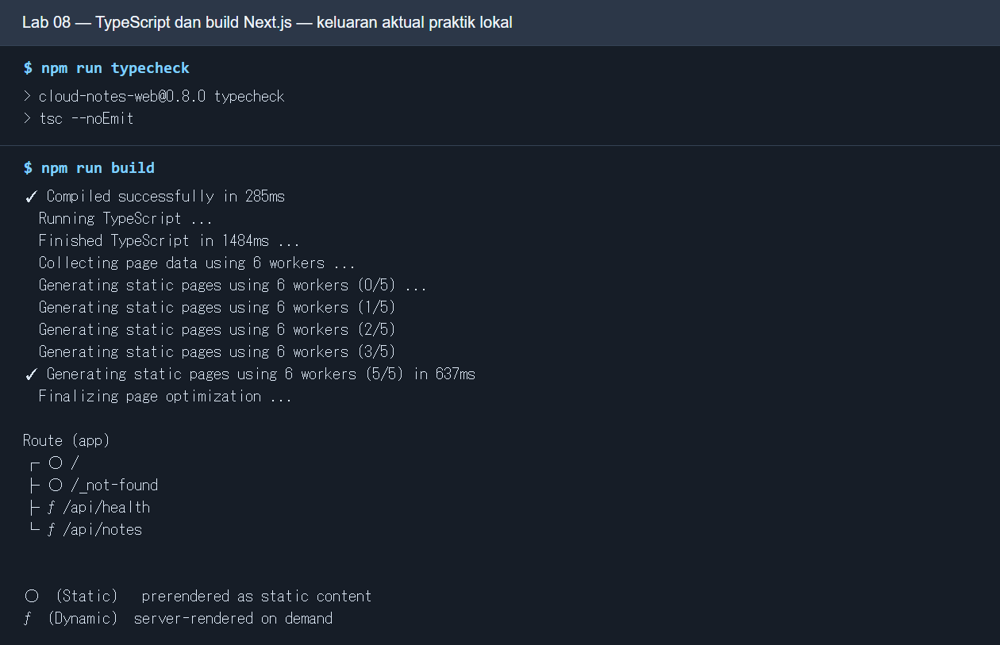 Lab 08 — TypeScript dan build Next.js — keluaran aktual praktik lokal
$ npm run typecheck
> cloud-notes-web@0.8.0 typecheck
> tsc --noEmit
$ npm run build
✓ Compiled successfully in 285ms
Running TypeScript ...
Finished TypeScript in 1484ms ...
Collecting page data using 6 workers ...
Generating static pages using 6 workers (0/5) ...
Generating static pages using 6 workers (1/5)
Generating static pages using 6 workers (2/5)
Generating static pages using 6 workers (3/5)
✓ Generating static pages using 6 workers (5/5) in 637ms
Finalizing page optimization ...
Route (app)
┌ ○ /
├ ○ /_not-found
├ ƒ /api/health
└ ƒ /api/notes
○ (Static) prerendered as static content
ƒ (Dynamic) server-rendered on demand